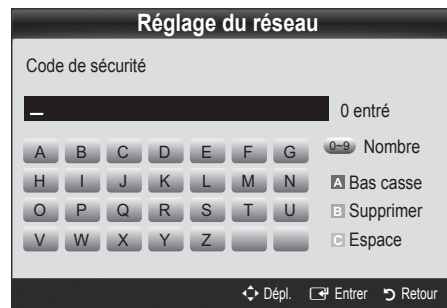 Réglage du réseau
Code de sécurité
0 entré
A B C D E F G 0~9 Nombre
H I J K L M N A Bas casse
O P Q R S T U B Supprimer
V W X Y Z C Espace
Dépl. Entrer Retour